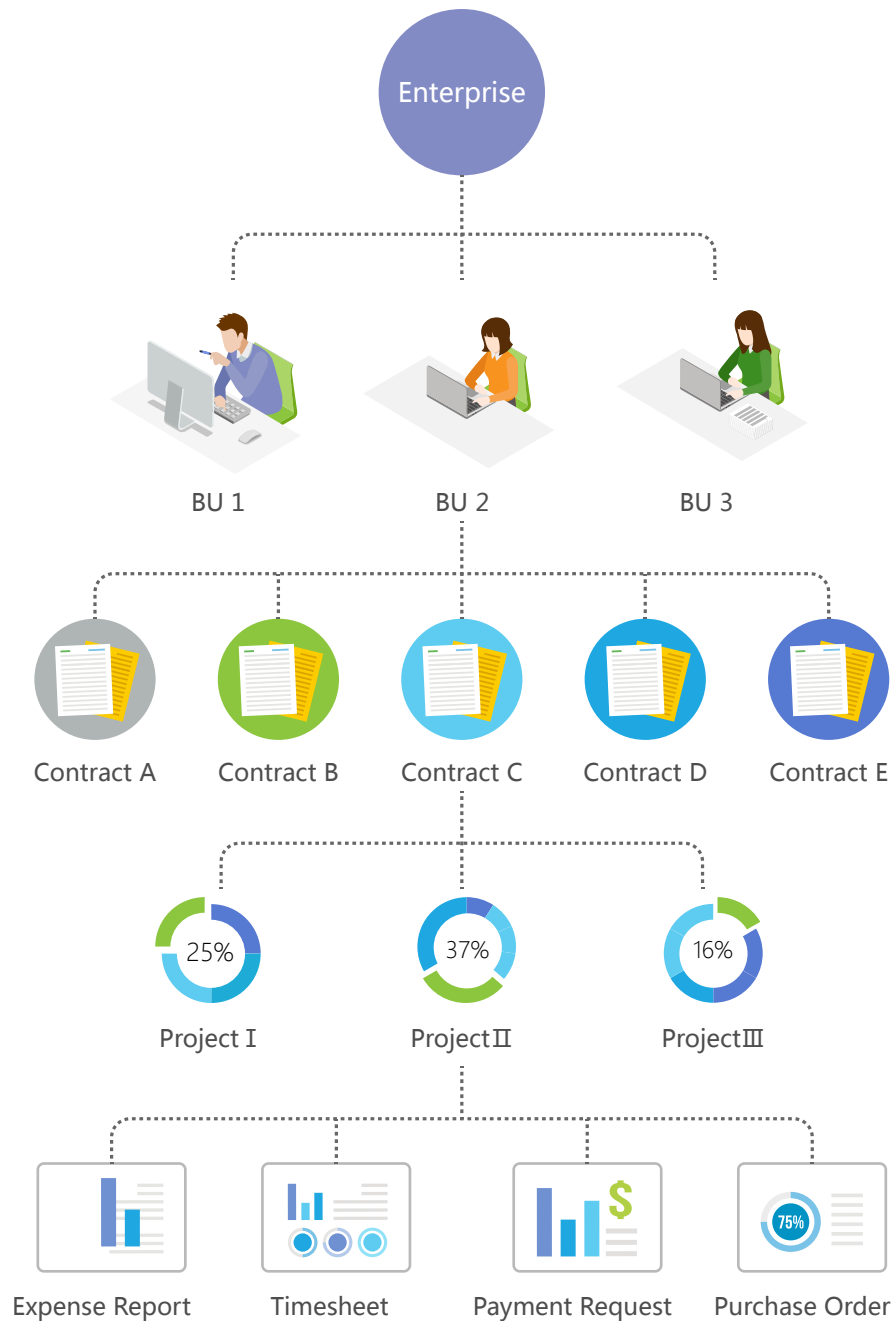 Enterprise
BU 1
BU 2
BU 3
Contract A
Contract B
Contract C
Contract D
Contract E
25%
37%
16%
Project I
ProjectⅡ
ProjectⅢ
$
75%
Expense Report
Timesheet
Payment Request
Purchase Order